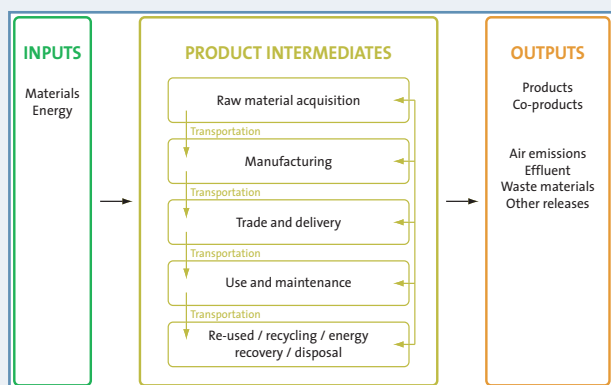 INPUTS
Materials
Energy
PRODUCT INTERMEDIATES
Raw material acquisition
Transportation
Manufacturing
Transportation
Trade and delivery
Transportation
Use and maintenance
Transportation
Re-used / recycling / energy
recovery / disposal
OUTPUTS
Products
Co-products
Air emissions
Effluent
Waste materials
Other releases